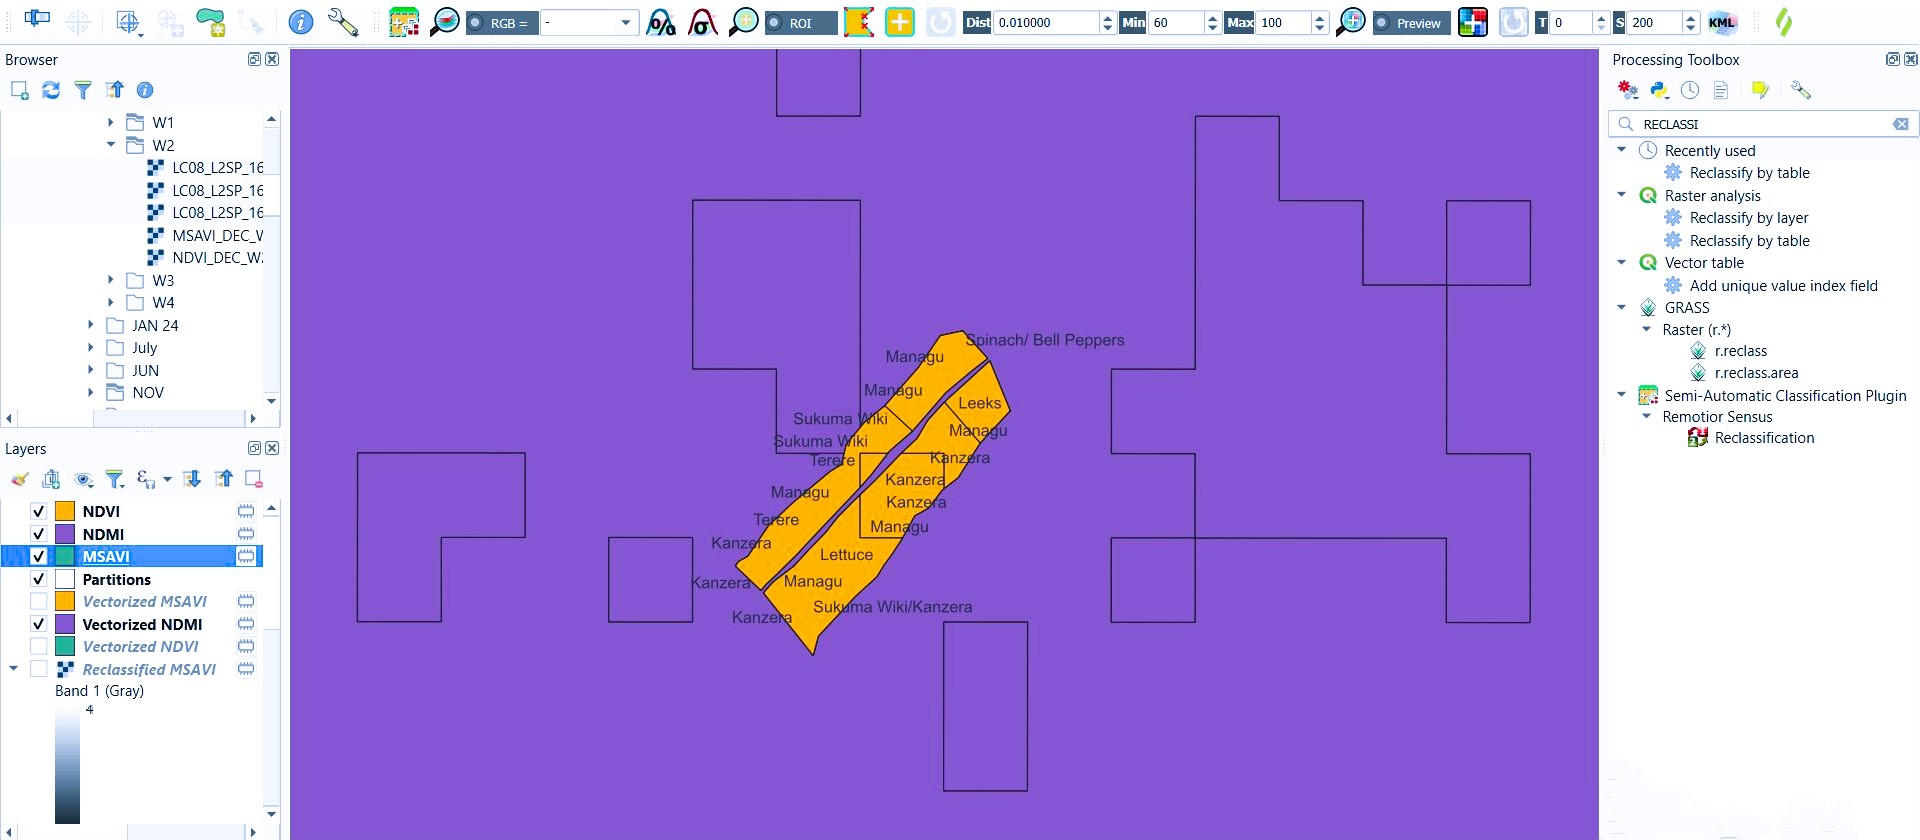 RGB =
-
ROI
Dist 0.010000
Min 60
Max 100
Preview
T 0
S 200
KML
Browser
W1
W2
LC08_L2SP_16
LC08_L2SP_16
LC08_L2SP_16
MSAVI_DEC_W
NDVI_DEC_W2
W3
W4
JAN 24
July
JUN
NOV
Layers
NDVI
NDMI
MSAVI
Partitions
Vectorized MSAVI
Vectorized NDMI
Vectorized NDVI
Reclassified MSAVI
Band 1 (Gray)
4
Spinach/ Bell Peppers
Managu
Managu
Leeks
Sukuma Wiki
Managu
Sukuma Wiki
Kanzera
Terere
Kanzera
Managu
Kanzera
Terere
Managu
Kanzera
Lettuce
Kanzera
Managu
Sukuma Wiki/Kanzera
Kanzera
Processing Toolbox
RECLASSI
Recently used
Reclassify by table
Raster analysis
Reclassify by layer
Reclassify by table
Vector table
Add unique value index field
GRASS
Raster (r.*)
r.reclass
r.reclass.area
Semi-Automatic Classification Plugin
Remotior Sensus
Reclassification